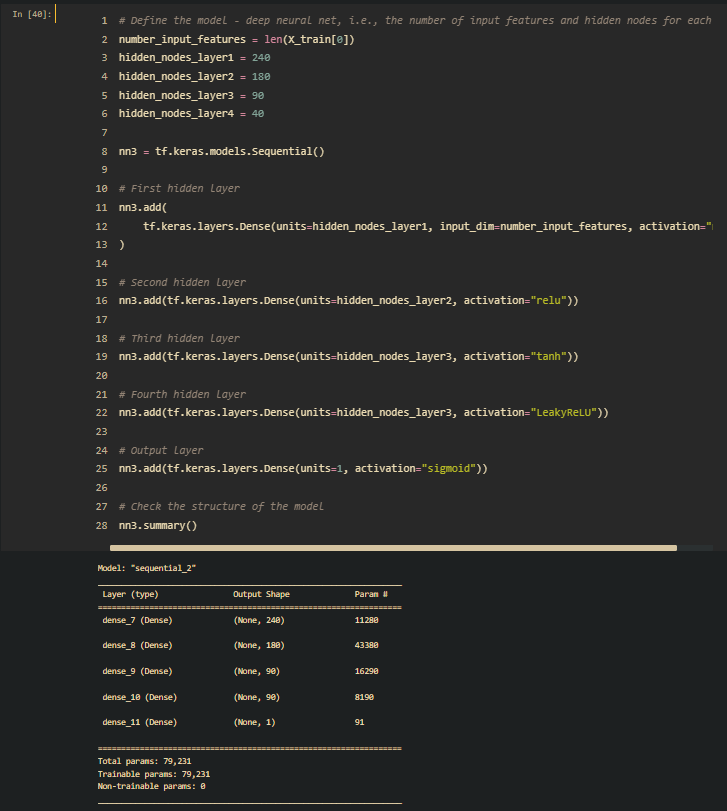 In [40]:
1 # Define the model - deep neural net, i.e., the number of input features and hidden nodes for each
2 number_input_features = len(X_train[0])
3 hidden_nodes_layer1 = 240
4 hidden_nodes_layer2 = 180
5 hidden_nodes_layer3 = 90
6 hidden_nodes_layer4 = 40
7
8 nn3 = tf.keras.models.Sequential()
9
10 # First hidden layer
11 nn3.add(
12     tf.keras.layers.Dense(units=hidden_nodes_layer1, input_dim=number_input_features, activation="
13 )
14
15 # Second hidden layer
16 nn3.add(tf.keras.layers.Dense(units=hidden_nodes_layer2, activation="relu"))
17
18 # Third hidden layer
19 nn3.add(tf.keras.layers.Dense(units=hidden_nodes_layer3, activation="tanh"))
20
21 # Fourth hidden layer
22 nn3.add(tf.keras.layers.Dense(units=hidden_nodes_layer3, activation="LeakyReLU"))
23
24 # Output layer
25 nn3.add(tf.keras.layers.Dense(units=1, activation="sigmoid"))
26
27 # Check the structure of the model
28 nn3.summary()
Model: "sequential_2"
Layer (type) Output Shape Param #
=================================================================
dense_7 (Dense) (None, 240) 11280
dense_8 (Dense) (None, 180) 43380
dense_9 (Dense) (None, 90) 16290
dense_10 (Dense) (None, 90) 8190
dense_11 (Dense) (None, 1) 91
=================================================================
Total params: 79,231
Trainable params: 79,231
Non-trainable params: 0